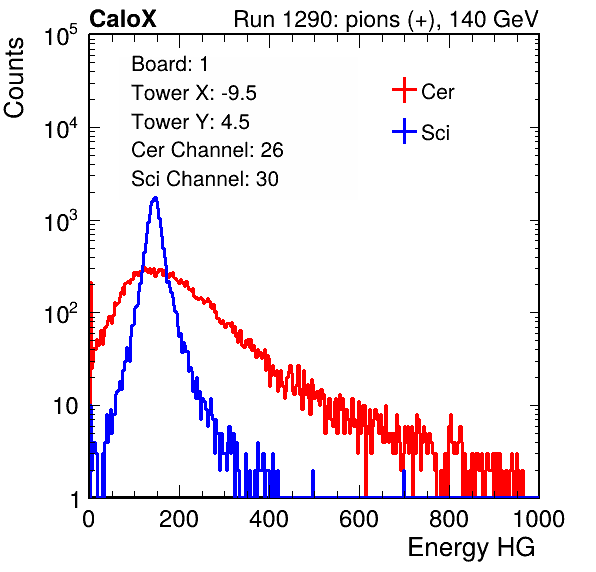 CaloX Run 1290: pions (+), 140 GeV
Counts
Board: 1
Tower X: -9.5
Tower Y: 4.5
Cer Channel: 26
Sci Channel: 30
Cer
Sci
10^5
10^4
10^3
10^2
10
1
0 200 400 600 800 1000
Energy HG